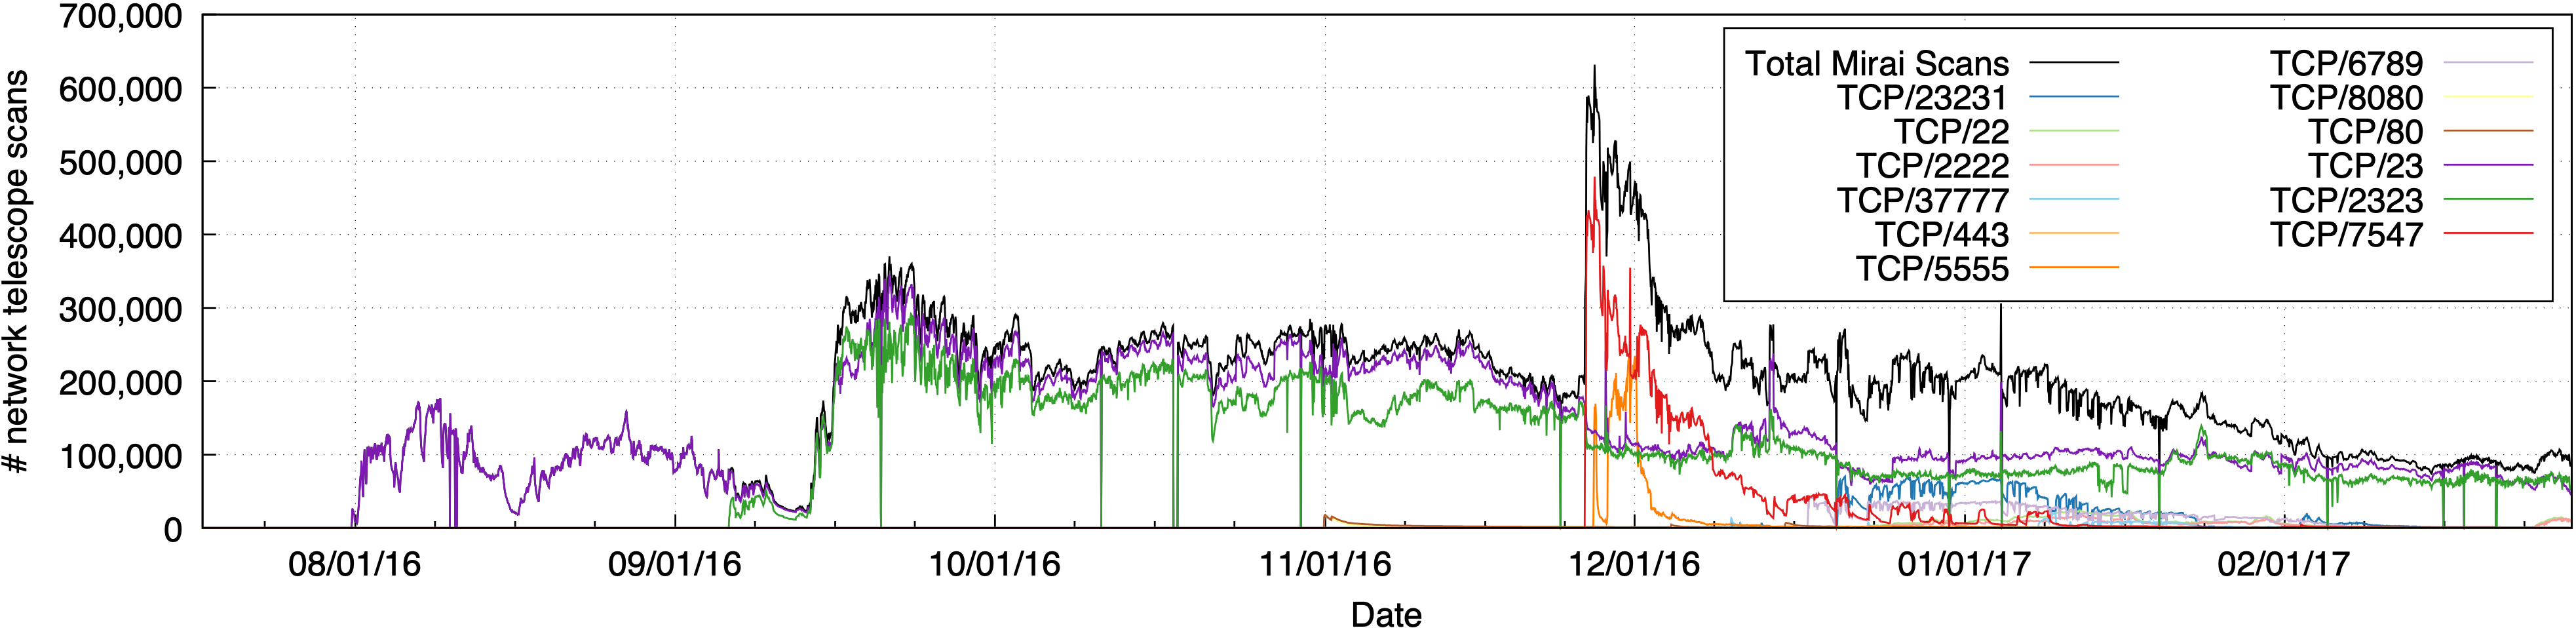 # network telescope scans
700,000
600,000
500,000
400,000
300,000
200,000
100,000
0
Total Mirai Scans
TCP/23231
TCP/22
TCP/2222
TCP/37777
TCP/443
TCP/5555
TCP/6789
TCP/8080
TCP/80
TCP/23
TCP/2323
TCP/7547
08/01/16
09/01/16
10/01/16
11/01/16
12/01/16
01/01/17
02/01/17
Date